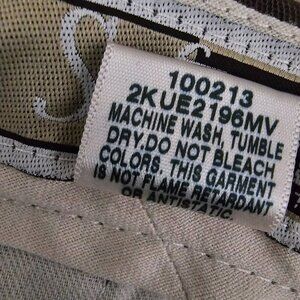 100213
2KUE2196MV
MACHINE WASH, TUMBLE
DRY. DO NOT BLEACH
COLORS. THIS GARMENT
IS NOT FLAME RETARDANT
OR ANTISTATIC.